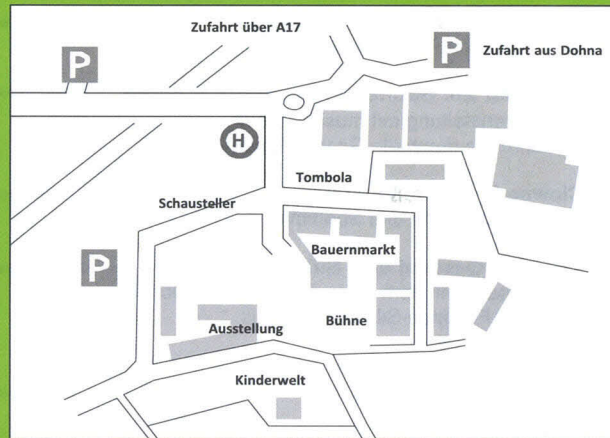 Zufahrt über A17
P
P
Zufahrt aus Dohna
H
Tombola
Schausteller
Bauernmarkt
P
Ausstellung
Bühne
Kinderwelt